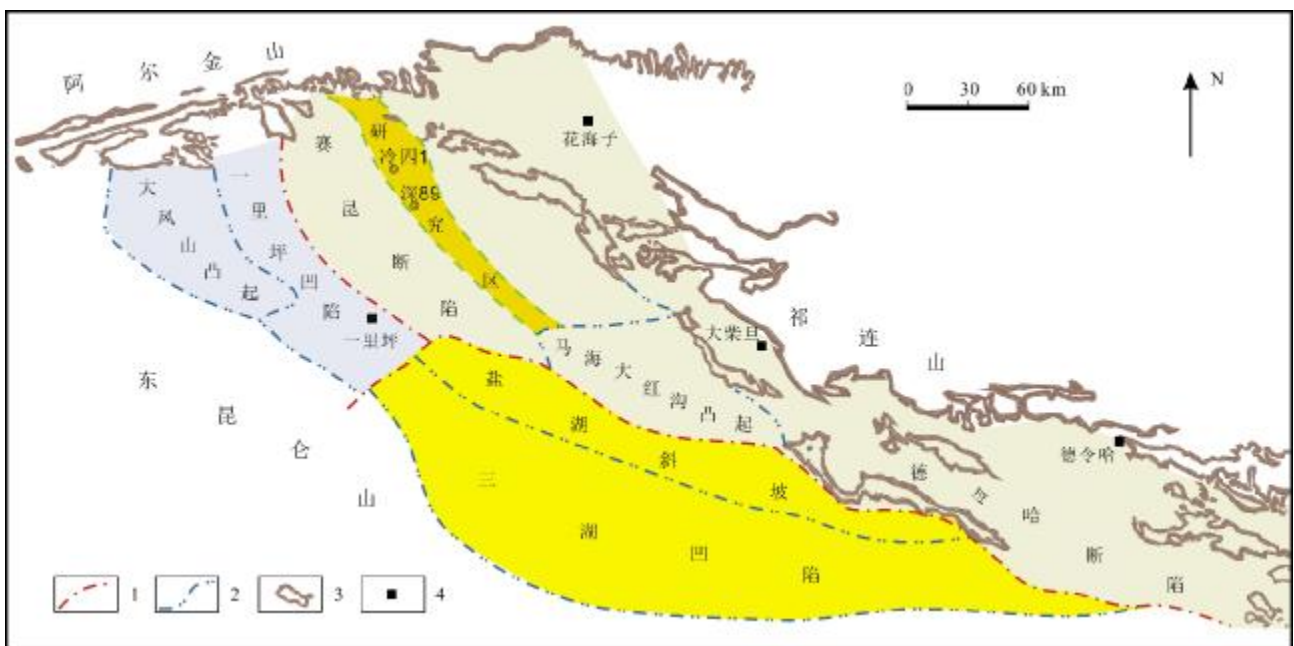 阿尔金山
0 30 60 km
N
花海子
赛昆断陷
研究区
冷四1
深89
大风山凸起
一里坪凹陷
一里坪
大柴旦
祁连山
马海大红沟凸起
东昆仑山
盐湖斜坡
三湖凹陷
德令哈
德令哈断陷
1
2
3
4